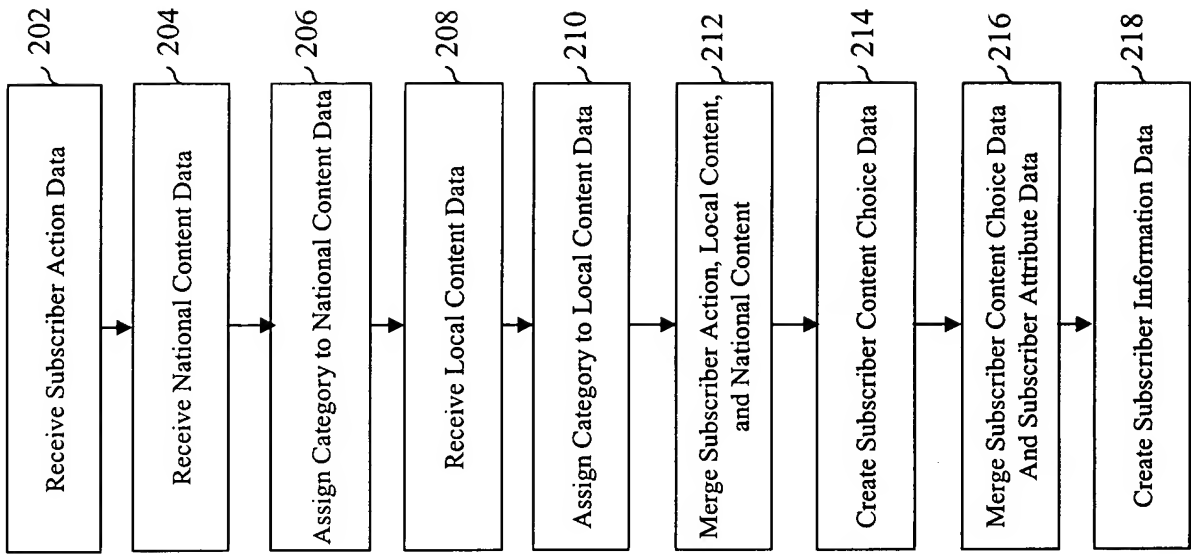 Receive Subscriber Action Data
202
Receive National Content Data
204
Assign Category to National Content Data
206
Receive Local Content Data
208
Assign Category to Local Content Data
210
Merge Subscriber Action, Local Content,
and National Content
212
Create Subscriber Content Choice Data
214
Merge Subscriber Content Choice Data
And Subscriber Attribute Data
216
Create Subscriber Information Data
218